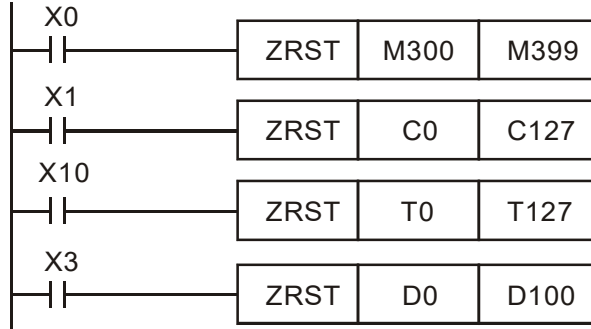 X0
ZRST M300 M399
X1
ZRST C0 C127
X10
ZRST T0 T127
X3
ZRST D0 D100